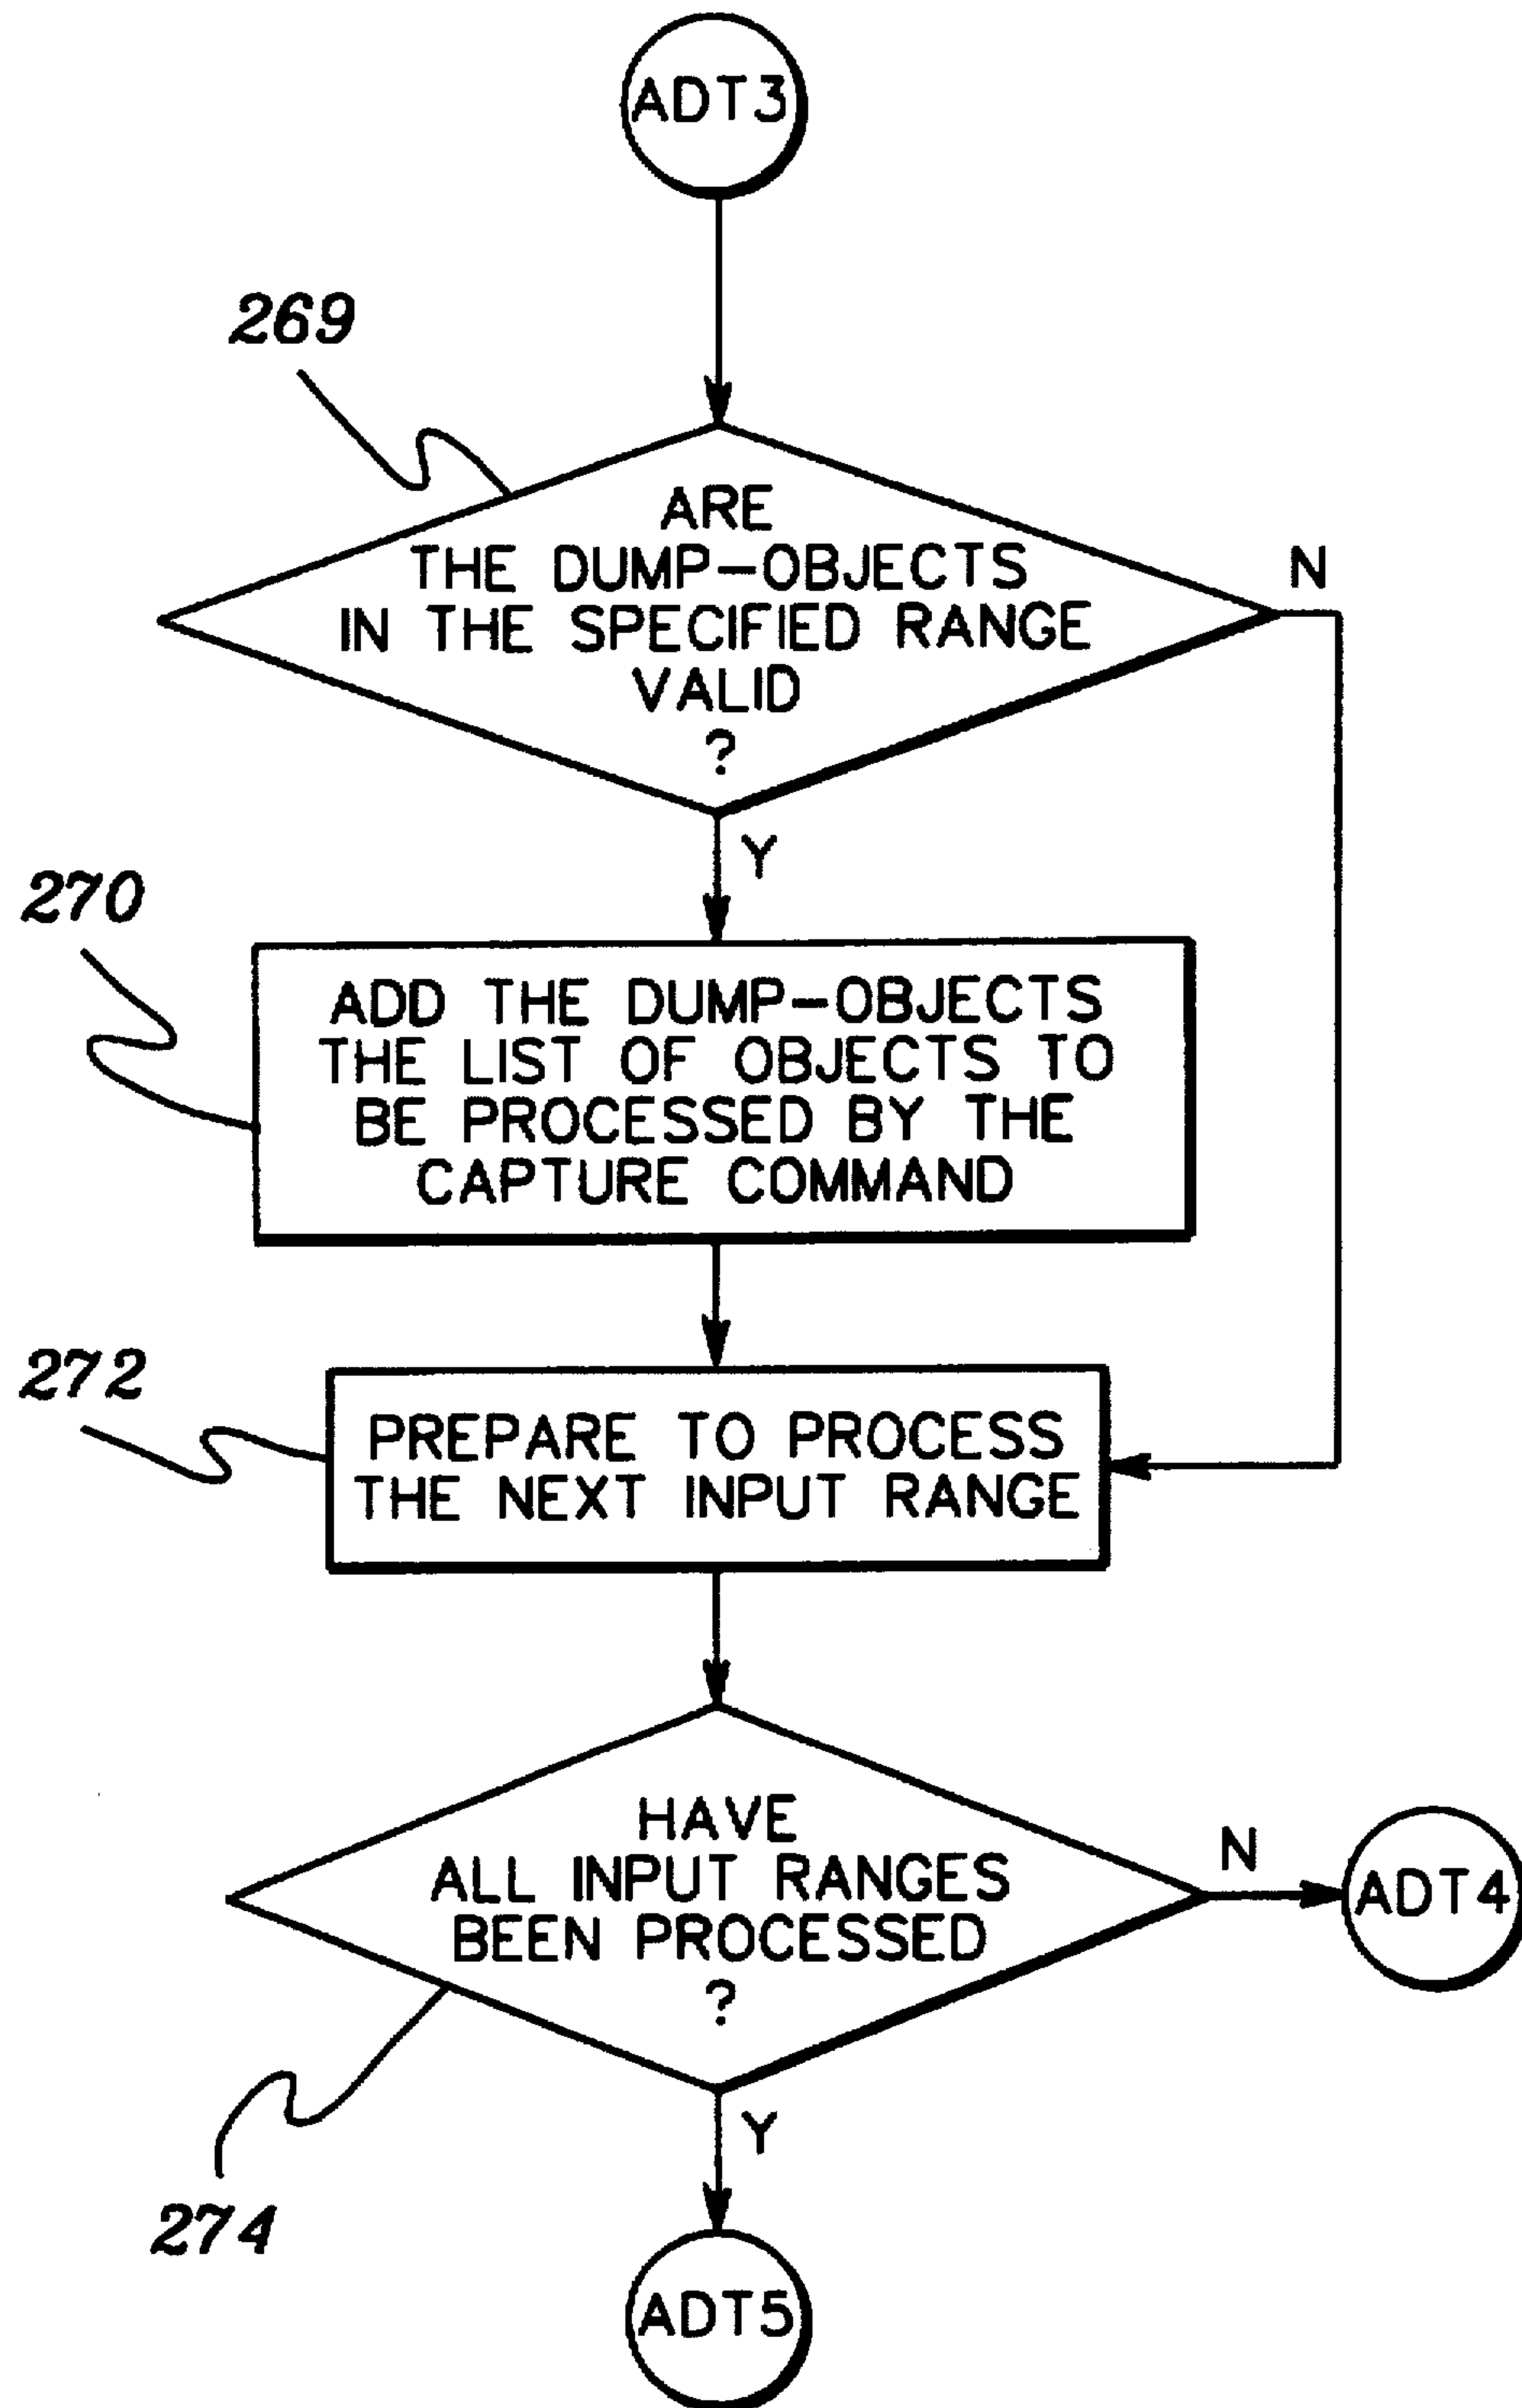 ADT3
269
ARE
THE DUMP-OBJECTS
IN THE SPECIFIED RANGE
VALID
?
N
Y
270
ADD THE DUMP-OBJECTS
THE LIST OF OBJECTS TO
BE PROCESSED BY THE
CAPTURE COMMAND
272
PREPARE TO PROCESS
THE NEXT INPUT RANGE
HAVE
ALL INPUT RANGES
BEEN PROCESSED
?
N
ADT4
Y
274
ADT5